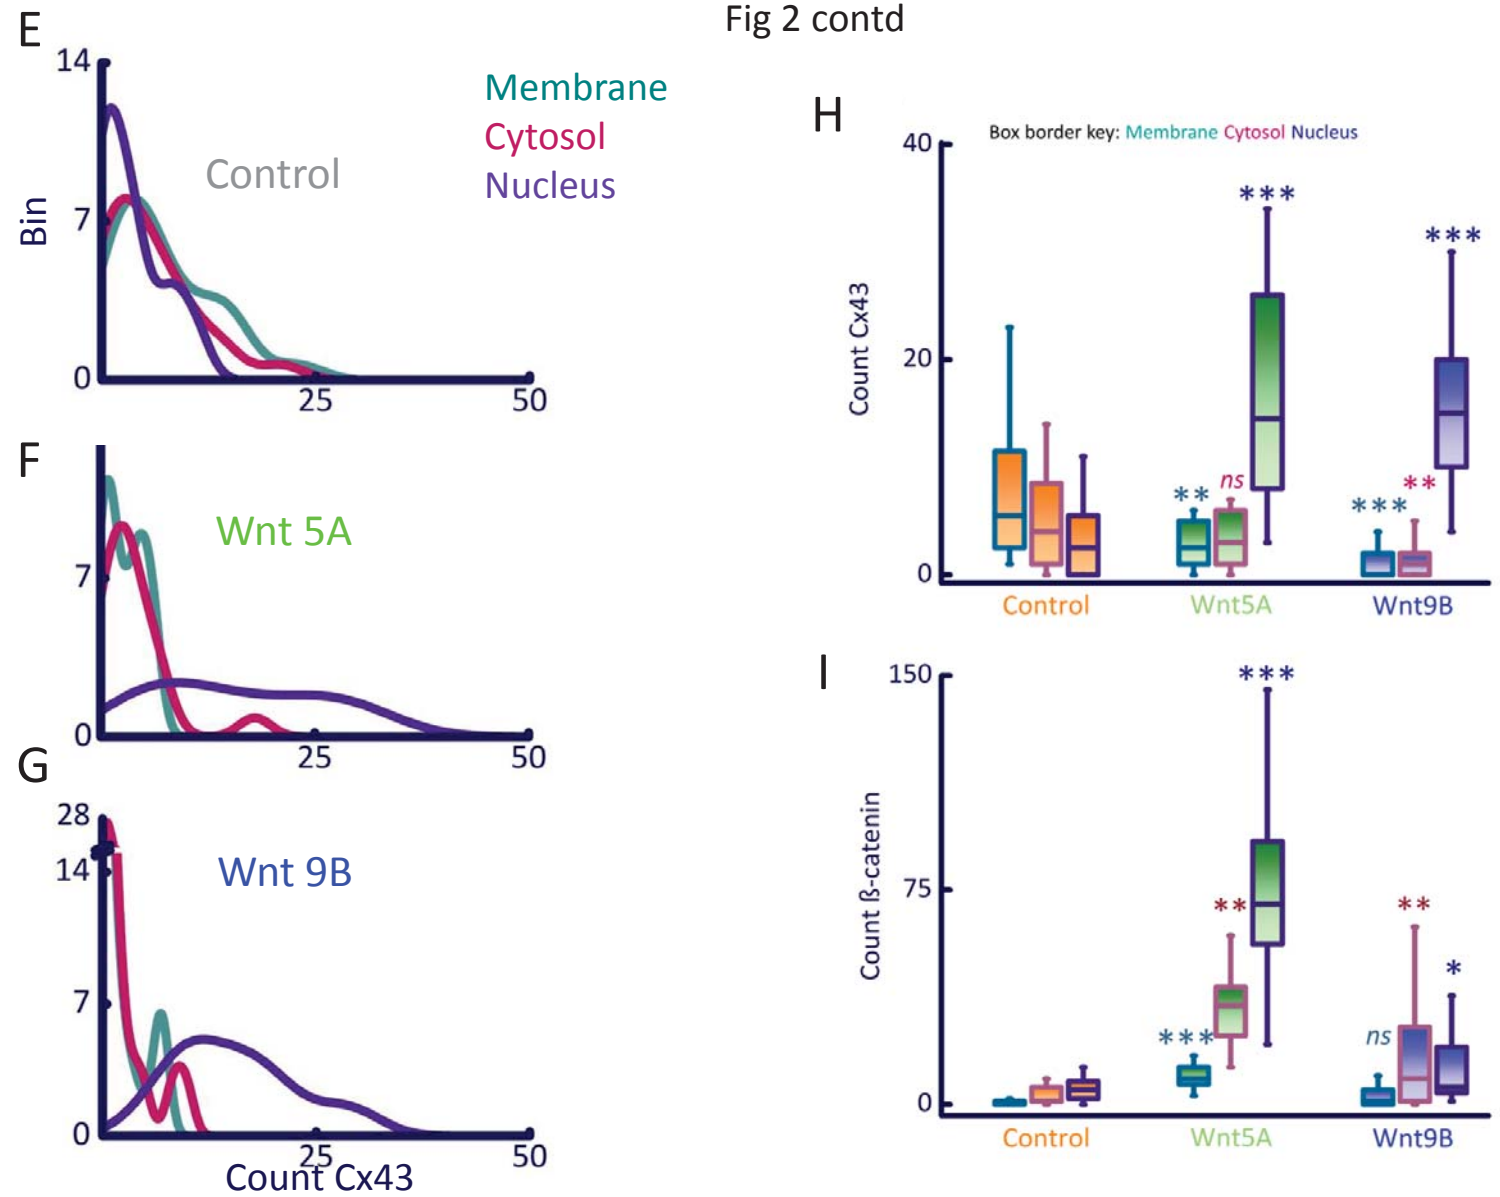 Fig 2 contd
E
14
7
0
Bin
Control
Membrane
Cytosol
Nucleus
25
50
F
Wnt 5A
7
0
25
50
G
28
14
7
0
Wnt 9B
25
50
Count Cx43
H
Box border key: Membrane Cytosol Nucleus
40
20
0
Count Cx43
***
***
**
ns
***
**
Control
Wnt5A
Wnt9B
I
150
75
0
Count ß-catenin
***
**
**
*
***
ns
Control
Wnt5A
Wnt9B